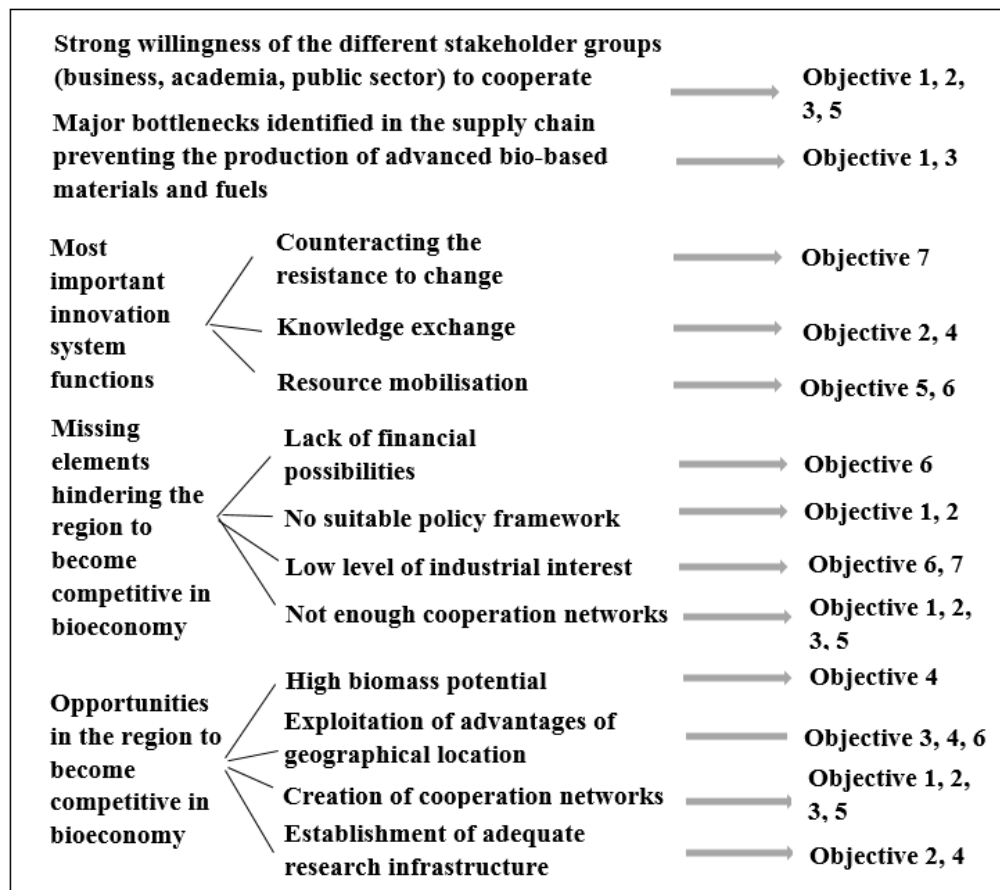 Strong willingness of the different stakeholder groups
(business, academia, public sector) to cooperate
Objective 1, 2,
3, 5
Major bottlenecks identified in the supply chain
preventing the production of advanced bio-based
materials and fuels
Objective 1, 3
Most
important
innovation
system
functions
Counteracting the
resistance to change
Objective 7
Knowledge exchange
Objective 2, 4
Resource mobilisation
Objective 5, 6
Missing
elements
hindering the
region to
become
competitive in
bioeconomy
Lack of financial
possibilities
Objective 6
No suitable policy framework
Objective 1, 2
Low level of industrial interest
Objective 6, 7
Not enough cooperation networks
Objective 1, 2,
3, 5
Opportunities
in the region to
become
competitive in
bioeconomy
High biomass potential
Objective 4
Exploitation of advantages of
geographical location
Objective 3, 4, 6
Creation of cooperation networks
Objective 1, 2,
3, 5
Establishment of adequate
research infrastructure
Objective 2, 4